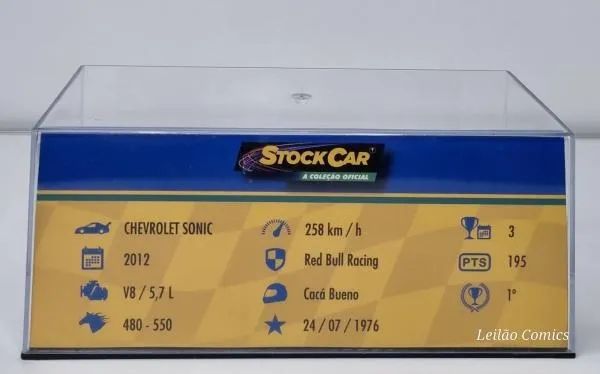 STOCK CAR
A COLEÇÃO OFICIAL
CHEVROLET SONIC
258 km / h
3
2012
Red Bull Racing
PTS
195
V8 / 5,7 L
Cacá Bueno
1º
480 - 550
24 / 07 / 1976
Leilão Comics